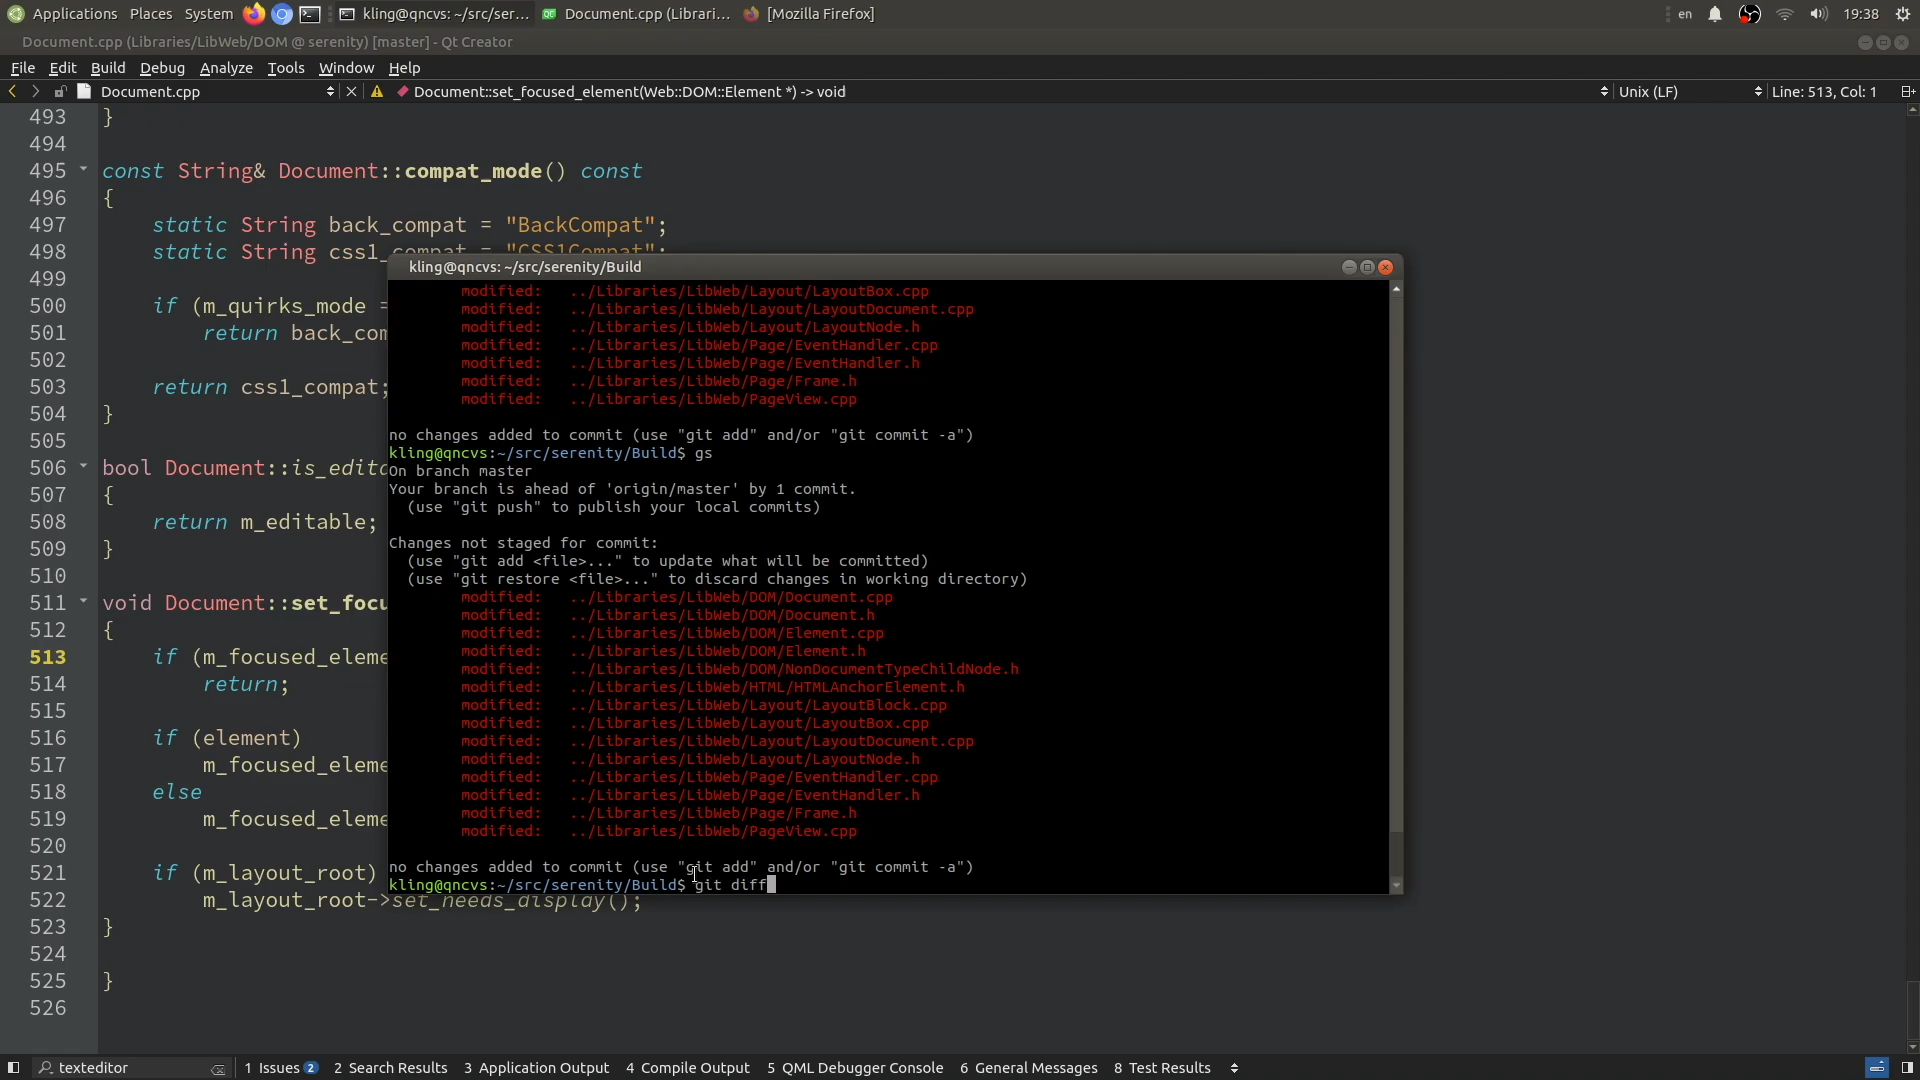 Applications Places System kling@qncvs: ~/src/ser... Document.cpp (Librari... [Mozilla Firefox] en 19:38
Document.cpp (Libraries/LibWeb/DOM @ serenity) [master] - Qt Creator
File Edit Build Debug Analyze Tools Window Help
Document.cpp Document::set_focused_element(Web::DOM::Element *) -> void Unix (LF) Line: 513, Col: 1
493 }
494
495 const String& Document::compat_mode() const
496 {
497 static String back_compat = "BackCompat";
498 static String css1_compat = "CSS1Compat";
499
500 if (m_quirks_mode =
501 return back_com
502
503 return css1_compat;
504 }
505
506 bool Document::is_edita
507 {
508 return m_editable;
509 }
510
511 void Document::set_focu
512 {
513 if (m_focused_eleme
514 return;
515
516 if (element)
517 m_focused_eleme
518 else
519 m_focused_eleme
520
521 if (m_layout_root)
522 m_layout_root->set_needs_display();
523 }
524
525 }
526
kling@qncvs: ~/src/serenity/Build
modified: ../Libraries/LibWeb/Layout/LayoutBox.cpp
modified: ../Libraries/LibWeb/Layout/LayoutDocument.cpp
modified: ../Libraries/LibWeb/Layout/LayoutNode.h
modified: ../Libraries/LibWeb/Page/EventHandler.cpp
modified: ../Libraries/LibWeb/Page/EventHandler.h
modified: ../Libraries/LibWeb/Page/Frame.h
modified: ../Libraries/LibWeb/PageView.cpp
no changes added to commit (use "git add" and/or "git commit -a")
kling@qncvs:~/src/serenity/Build$ gs
On branch master
Your branch is ahead of 'origin/master' by 1 commit.
(use "git push" to publish your local commits)
Changes not staged for commit:
(use "git add <file>..." to update what will be committed)
(use "git restore <file>..." to discard changes in working directory)
modified: ../Libraries/LibWeb/DOM/Document.cpp
modified: ../Libraries/LibWeb/DOM/Document.h
modified: ../Libraries/LibWeb/DOM/Element.cpp
modified: ../Libraries/LibWeb/DOM/Element.h
modified: ../Libraries/LibWeb/DOM/NonDocumentTypeChildNode.h
modified: ../Libraries/LibWeb/HTML/HTMLAnchorElement.h
modified: ../Libraries/LibWeb/Layout/LayoutBlock.cpp
modified: ../Libraries/LibWeb/Layout/LayoutBox.cpp
modified: ../Libraries/LibWeb/Layout/LayoutDocument.cpp
modified: ../Libraries/LibWeb/Layout/LayoutNode.h
modified: ../Libraries/LibWeb/Page/EventHandler.cpp
modified: ../Libraries/LibWeb/Page/EventHandler.h
modified: ../Libraries/LibWeb/Page/Frame.h
modified: ../Libraries/LibWeb/PageView.cpp
no changes added to commit (use "git add" and/or "git commit -a")
kling@qncvs:~/src/serenity/Build$ git diff
texteditor 1 Issues 2 2 Search Results 3 Application Output 4 Compile Output 5 QML Debugger Console 6 General Messages 8 Test Results